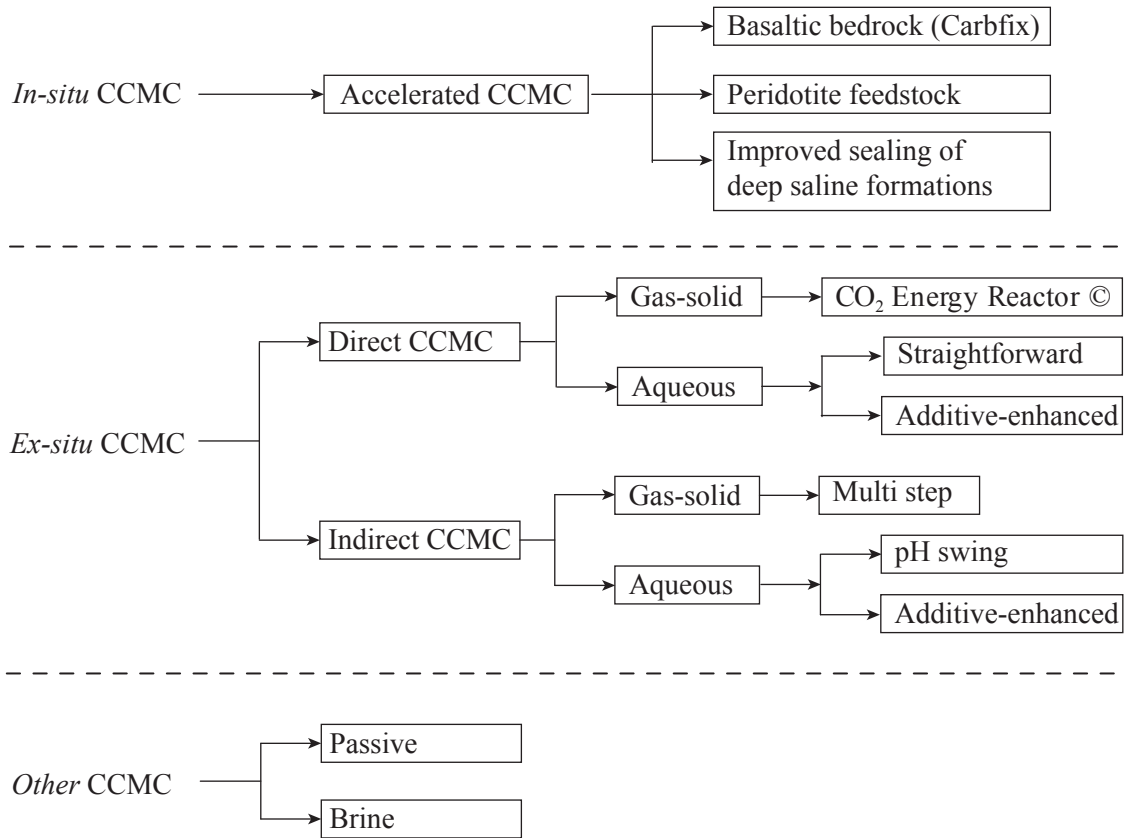 Basaltic bedrock (Carbfix)
In-situ CCMC
Accelerated CCMC
Peridotite feedstock
Improved sealing of
deep saline formations
Gas-solid
CO₂ Energy Reactor ©
Direct CCMC
Straightforward
Aqueous
Additive-enhanced
Ex-situ CCMC
Gas-solid
Multi step
Indirect CCMC
pH swing
Aqueous
Additive-enhanced
Passive
Other CCMC
Brine